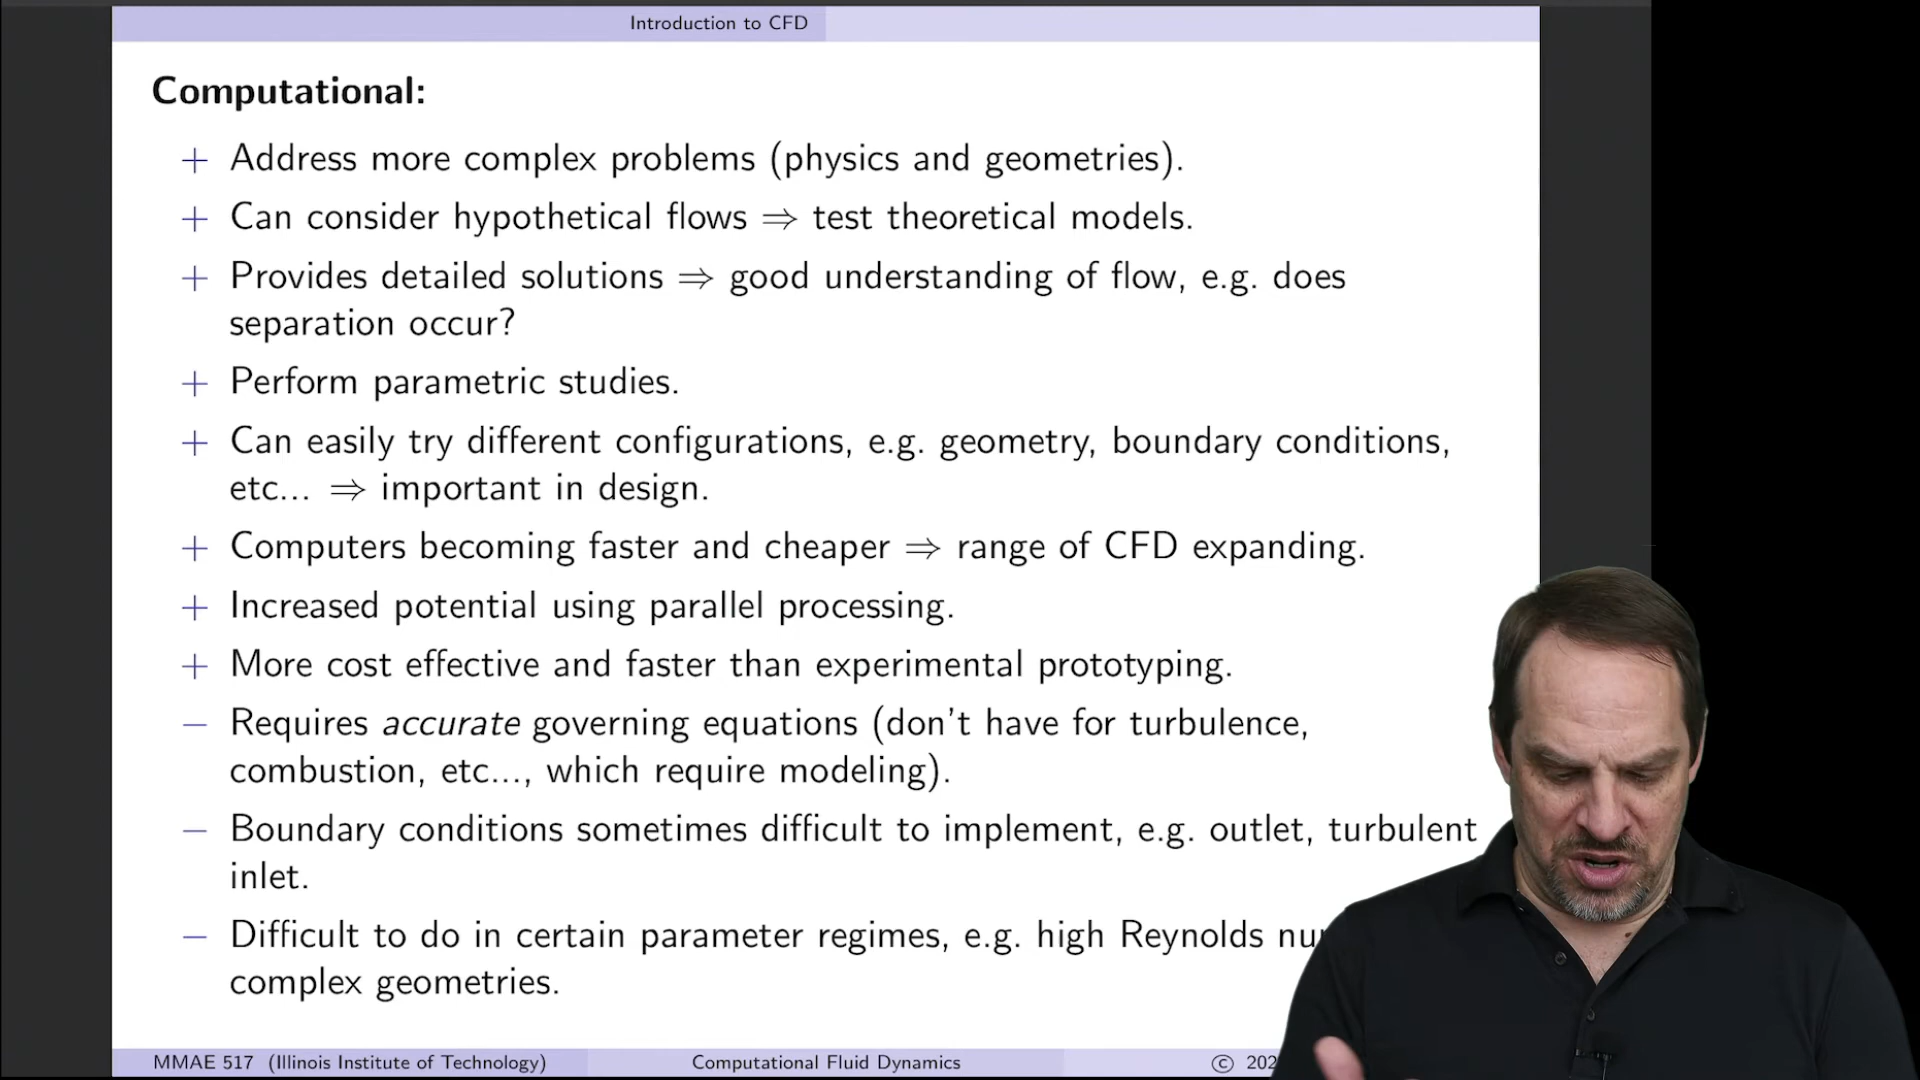 Introduction to CFD
Computational:
+ Address more complex problems (physics and geometries).
+ Can consider hypothetical flows ⇒ test theoretical models.
+ Provides detailed solutions ⇒ good understanding of flow, e.g. does
separation occur?
+ Perform parametric studies.
+ Can easily try different configurations, e.g. geometry, boundary conditions,
etc... ⇒ important in design.
+ Computers becoming faster and cheaper ⇒ range of CFD expanding.
+ Increased potential using parallel processing.
+ More cost effective and faster than experimental prototyping.
− Requires accurate governing equations (don't have for turbulence,
combustion, etc..., which require modeling).
− Boundary conditions sometimes difficult to implement, e.g. outlet, turbulent
inlet.
− Difficult to do in certain parameter regimes, e.g. high Reynolds
complex geometries.
MMAE 517 (Illinois Institute of Technology) Computational Fluid Dynamics ©